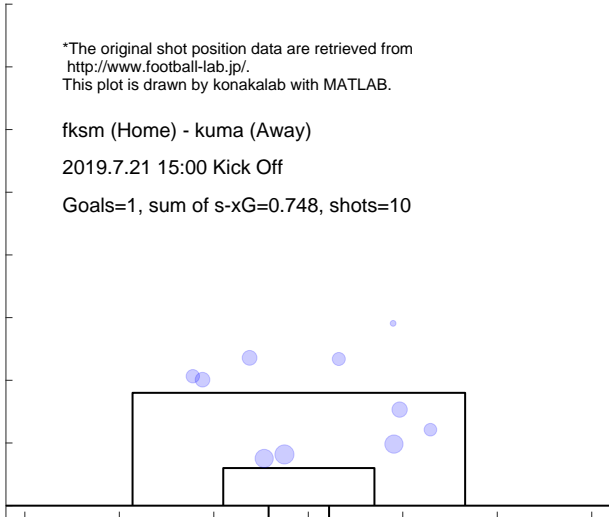 *The original shot position data are retrieved from
http://www.football-lab.jp/.
This plot is drawn by konakalab with MATLAB.
fksm (Home) - kuma (Away)
2019.7.21 15:00 Kick Off
Goals=1, sum of s-xG=0.748, shots=10